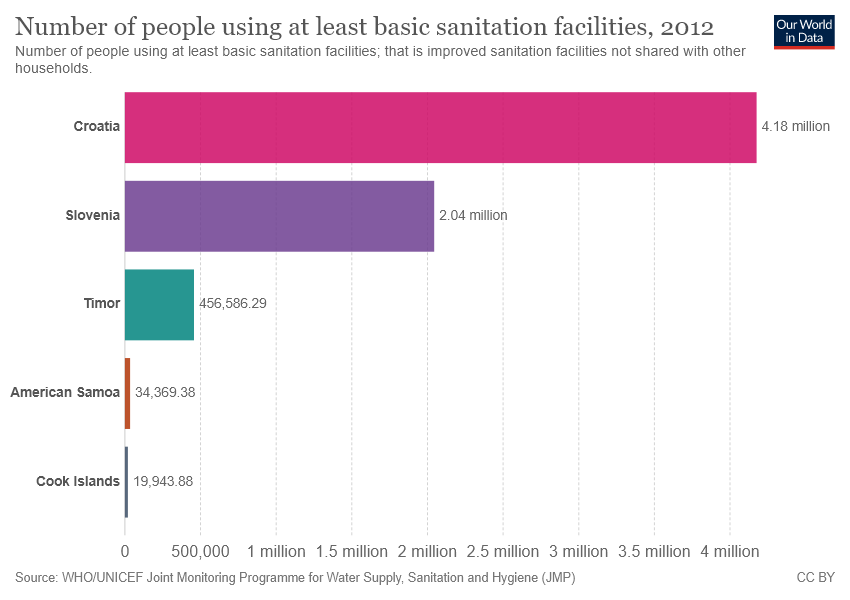 Number of people using at least basic sanitation facilities, 2012
Our World
in Data
Number of people using at least basic sanitation facilities; that is improved sanitation facilities not shared with other
households.
Croatia
4.18 million
Slovenia
2.04 million
Timor
456,586.29
American Samoa
34,369.38
Cook Islands
19,943.88
0 500,000 1 million 1.5 million 2 million 2.5 million 3 million 3.5 million 4 million
Source: WHO/UNICEF Joint Monitoring Programme for Water Supply, Sanitation and Hygiene (JMP)
CC BY